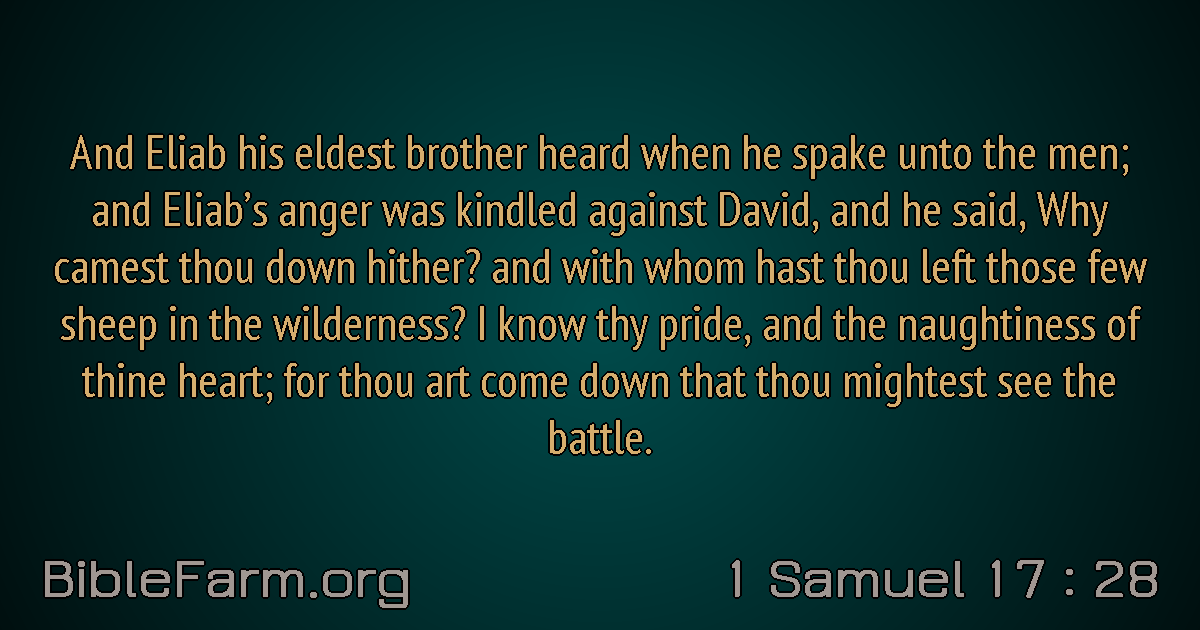 And Eliab his eldest brother heard when he spake unto the men;
and Eliab’s anger was kindled against David, and he said, Why
camest thou down hither? and with whom hast thou left those few
sheep in the wilderness? I know thy pride, and the naughtiness of
thine heart; for thou art come down that thou mightest see the
battle.
BibleFarm.org
1 Samuel 17 : 28